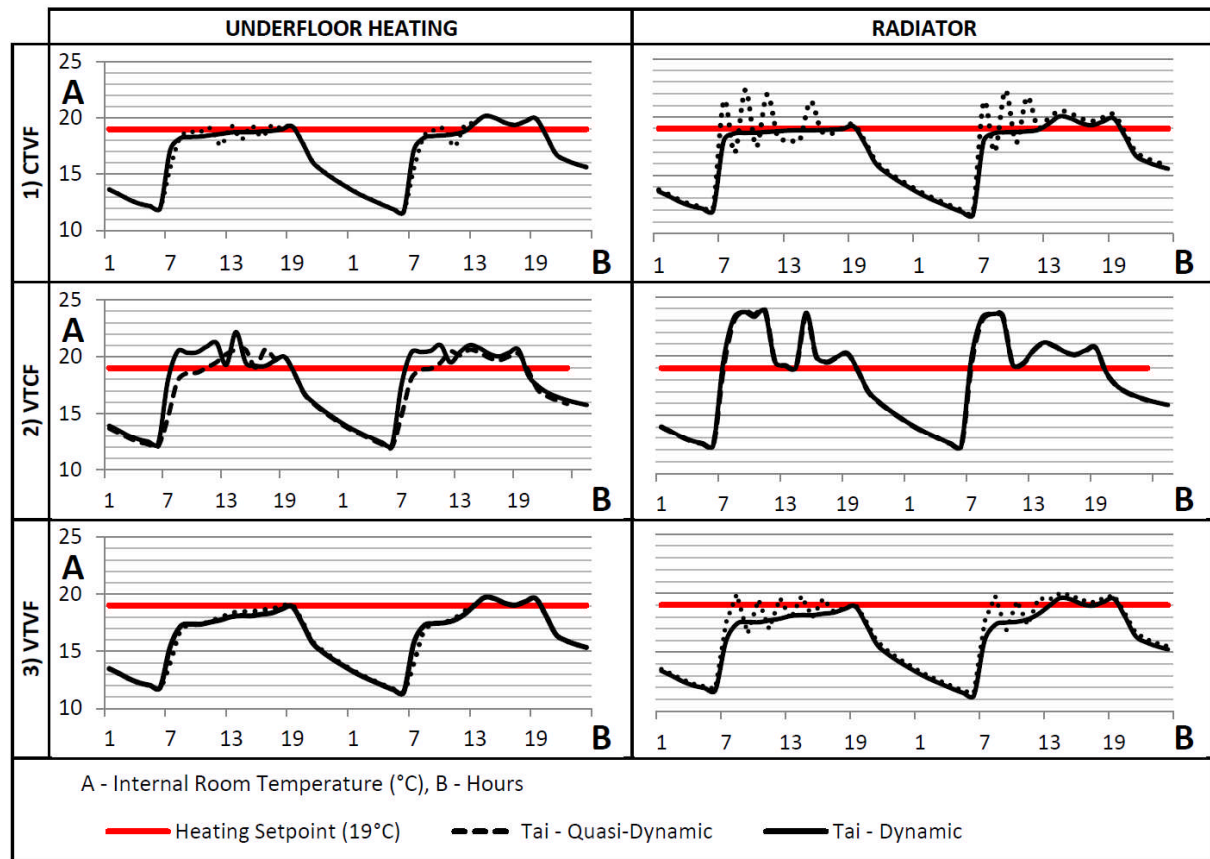 UNDERFLOOR HEATING RADIATOR
1) CTVF
25
A
20
15
10
1 7 13 19 1 7 13 19 B
1 7 13 19 1 7 13 19 B
2) VTCF
25
A
20
15
10
1 7 13 19 1 7 13 19 B
1 7 13 19 1 7 13 19 B
3) VTVF
25
A
20
15
10
1 7 13 19 1 7 13 19 B
1 7 13 19 1 7 13 19 B
A - Internal Room Temperature (°C), B - Hours
Heating Setpoint (19°C) Tai - Quasi-Dynamic Tai - Dynamic